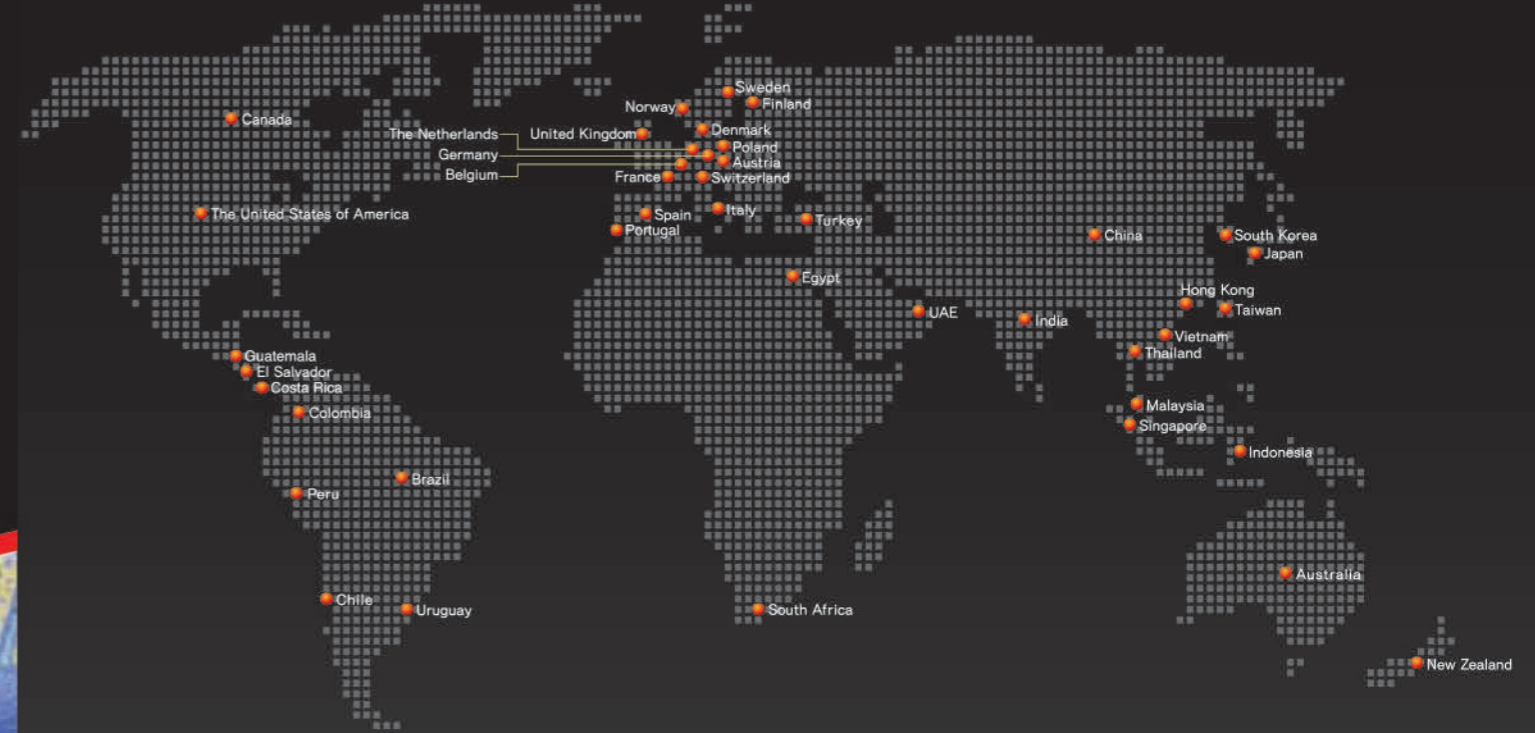 Sweden
Norway
Finland
Canada
The Netherlands
United Kingdom
Denmark
Poland
Germany
Austria
Belgium
France
Switzerland
The United States of America
Spain
Italy
Turkey
Portugal
China
South Korea
Japan
Egypt
Hong Kong
UAE
Taiwan
India
Vietnam
Thailand
Guatemala
El Salvador
Costa Rica
Colombia
Malaysia
Singapore
Indonesia
Brazil
Peru
Australia
Chile
Uruguay
South Africa
New Zealand